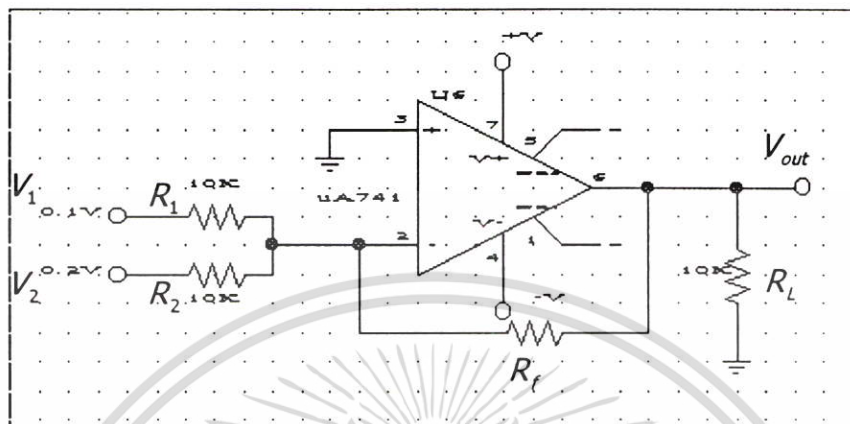 +V
U6
3
7
5
+
V+
6
V_out
uA741
V-
V_1 0.1V R_1 10K
2
-
1
4
V_2 0.2V R_2 10K
-V
10K R_L
R_f